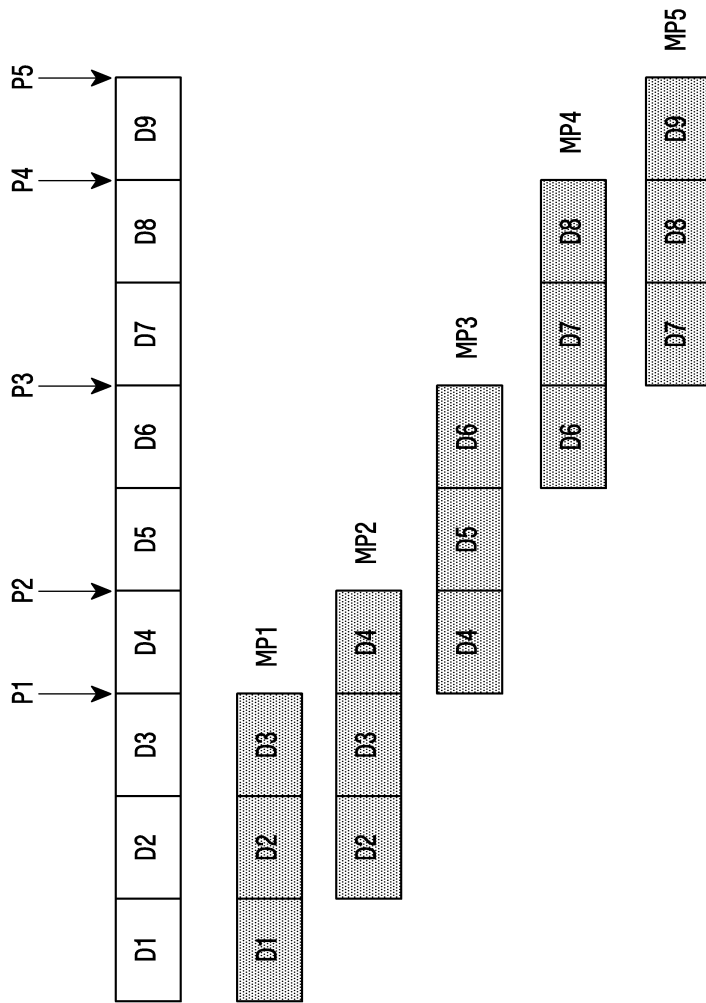 P1 P2 P3 P4 P5
D1 D2 D3 D4 D5 D6 D7 D8 D9
D1 D2 D3 MP1
D2 D3 D4 MP2
D4 D5 D6 MP3
D6 D7 D8 MP4
D7 D8 D9 MP5